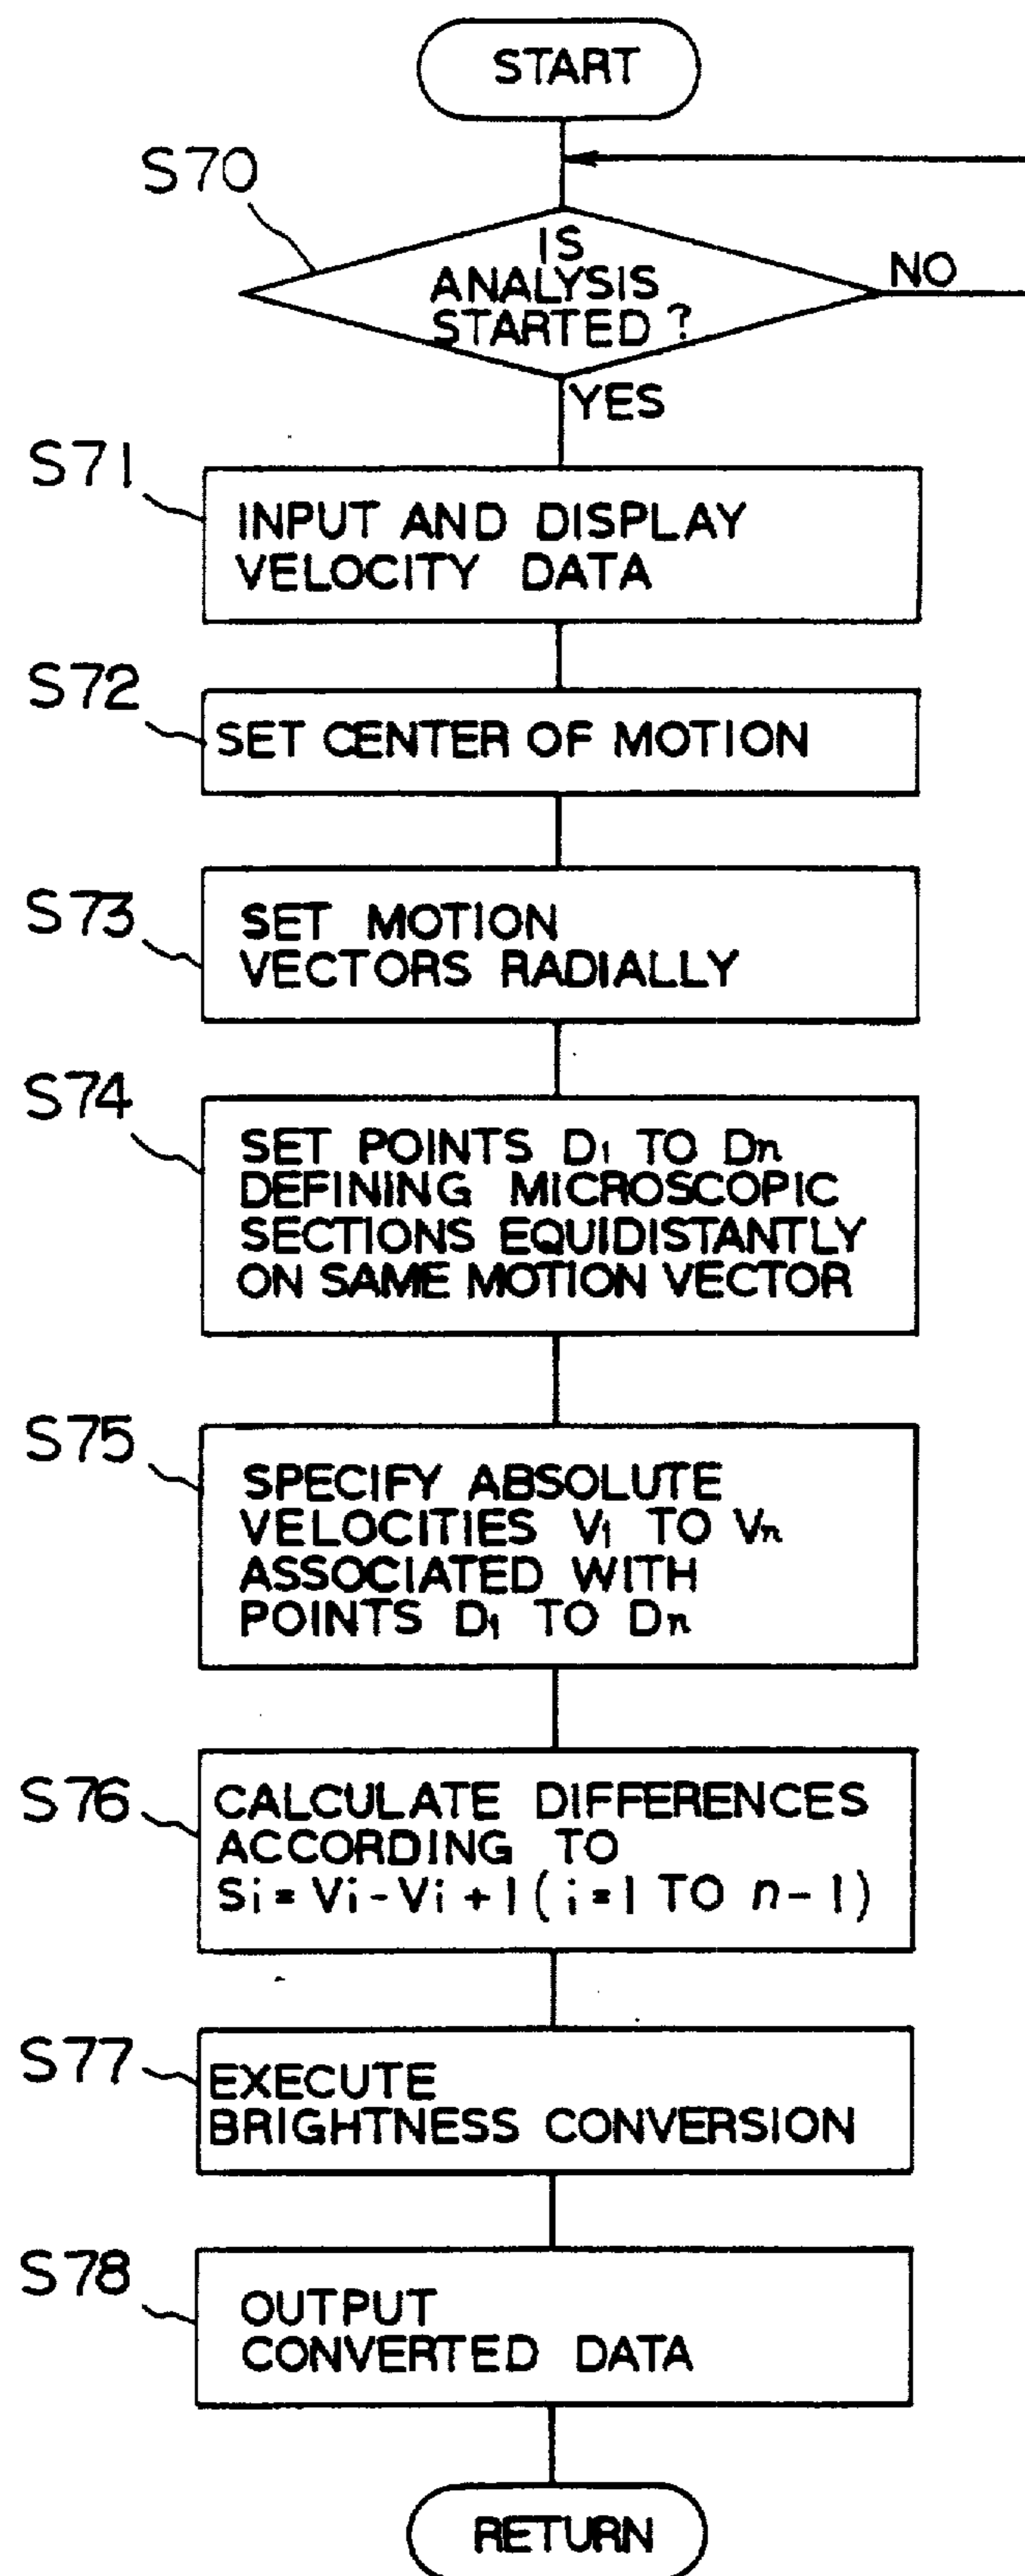 START
S70
IS
ANALYSIS
STARTED?
NO
YES
S71
INPUT AND DISPLAY
VELOCITY DATA
S72
SET CENTER OF MOTION
S73
SET MOTION
VECTORS RADIALLY
S74
SET POINTS D1 TO Dn
DEFINING MICROSCOPIC
SECTIONS EQUIDISTANTLY
ON SAME MOTION VECTOR
S75
SPECIFY ABSOLUTE
VELOCITIES V1 TO Vn
ASSOCIATED WITH
POINTS D1 TO Dn
S76
CALCULATE DIFFERENCES
ACCORDING TO
Si=Vi-Vi+1(i=1 TO n-1)
S77
EXECUTE
BRIGHTNESS CONVERSION
S78
OUTPUT
CONVERTED DATA
RETURN